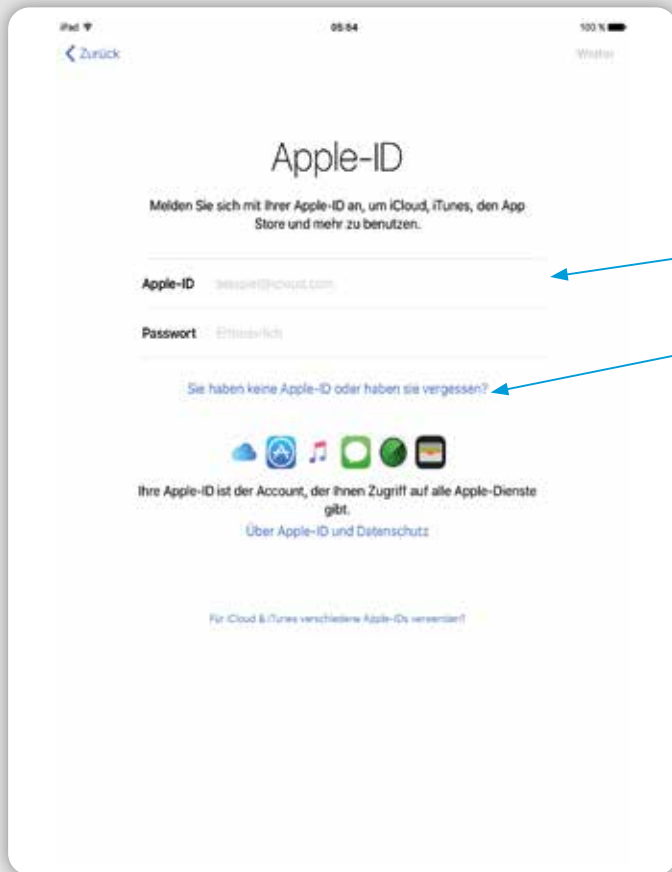 iPad 05:54 100 %
Zurück Weiter
Apple-ID
Melden Sie sich mit Ihrer Apple-ID an, um iCloud, iTunes, den App
Store und mehr zu benutzen.
Apple-ID beispiel@icloud.com
Passwort Erforderlich
Sie haben keine Apple-ID oder haben sie vergessen?
Ihre Apple-ID ist der Account, der Ihnen Zugriff auf alle Apple-Dienste
gibt.
Über Apple-ID und Datenschutz
Für iCloud & iTunes verschiedene Apple-IDs verwenden?